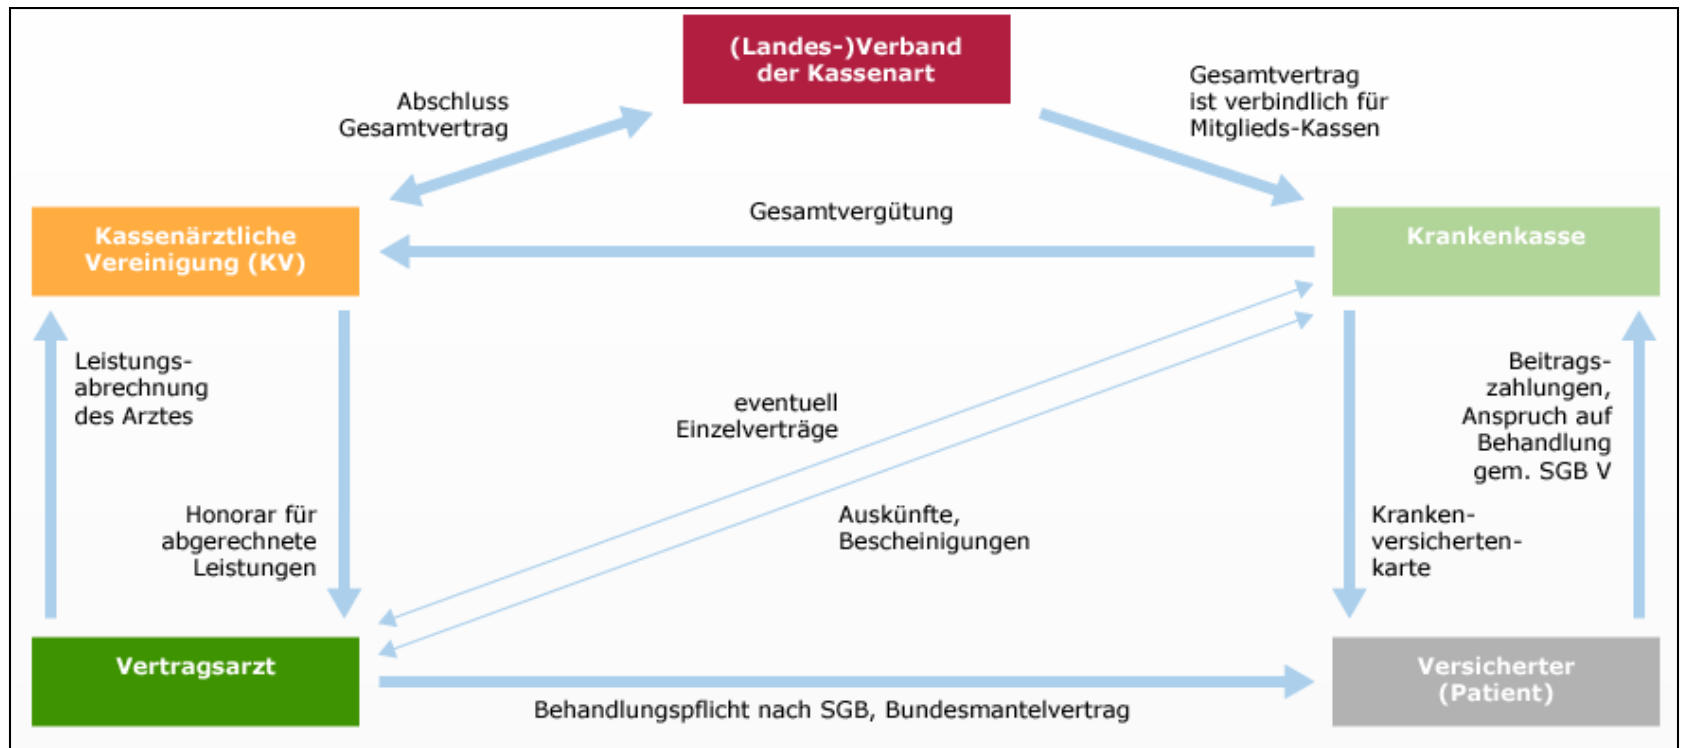 (Landes-)Verband
der Kassenart
Abschluss
Gesamtvertrag
Gesamtvertrag
ist verbindlich für
Mitglieds-Kassen
Kassenärztliche
Vereinigung (KV)
Gesamtvergütung
Krankenkasse
Leistungs-
abrechnung
des Arztes
Honorar für
abgerechnete
Leistungen
eventuell
Einzelverträge
Auskünfte,
Bescheinigungen
Beitrags-
zahlungen,
Anspruch auf
Behandlung
gem. SGB V
Kranken-
versicherten-
karte
Vertragsarzt
Behandlungspflicht nach SGB, Bundesmantelvertrag
Versicherter
(Patient)